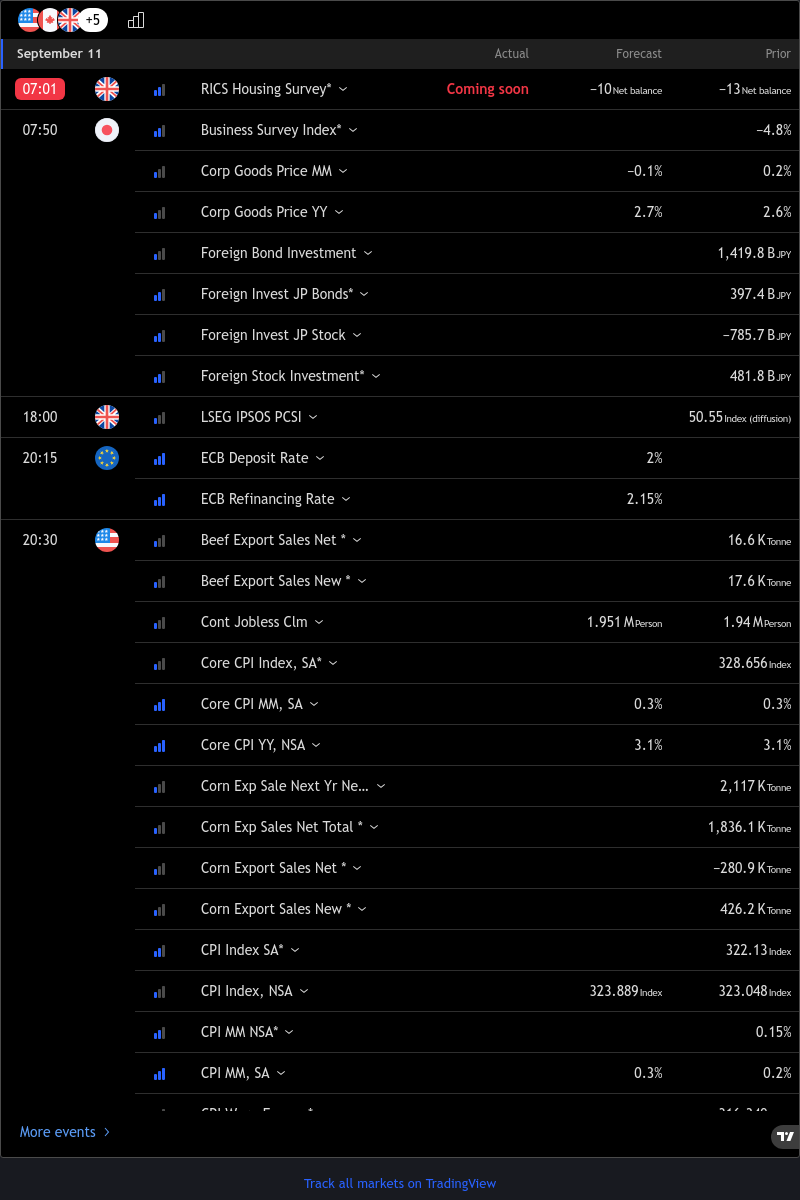 +5
September 11 Actual Forecast Prior
07:01 RICS Housing Survey* Coming soon −10 Net balance −13 Net balance
07:50 Business Survey Index* −4.8%
Corp Goods Price MM −0.1% 0.2%
Corp Goods Price YY 2.7% 2.6%
Foreign Bond Investment 1,419.8 B JPY
Foreign Invest JP Bonds* 397.4 B JPY
Foreign Invest JP Stock −785.7 B JPY
Foreign Stock Investment* 481.8 B JPY
18:00 LSEG IPSOS PCSI 50.55 Index (diffusion)
20:15 ECB Deposit Rate 2%
ECB Refinancing Rate 2.15%
20:30 Beef Export Sales Net * 16.6 K Tonne
Beef Export Sales New * 17.6 K Tonne
Cont Jobless Clm 1.951 M Person 1.94 M Person
Core CPI Index, SA* 328.656 Index
Core CPI MM, SA 0.3% 0.3%
Core CPI YY, NSA 3.1% 3.1%
Corn Exp Sale Next Yr Ne… 2,117 K Tonne
Corn Exp Sales Net Total * 1,836.1 K Tonne
Corn Export Sales Net * −280.9 K Tonne
Corn Export Sales New * 426.2 K Tonne
CPI Index SA* 322.13 Index
CPI Index, NSA 323.889 Index 323.048 Index
CPI MM NSA* 0.15%
CPI MM, SA 0.3% 0.2%
More events
Track all markets on TradingView